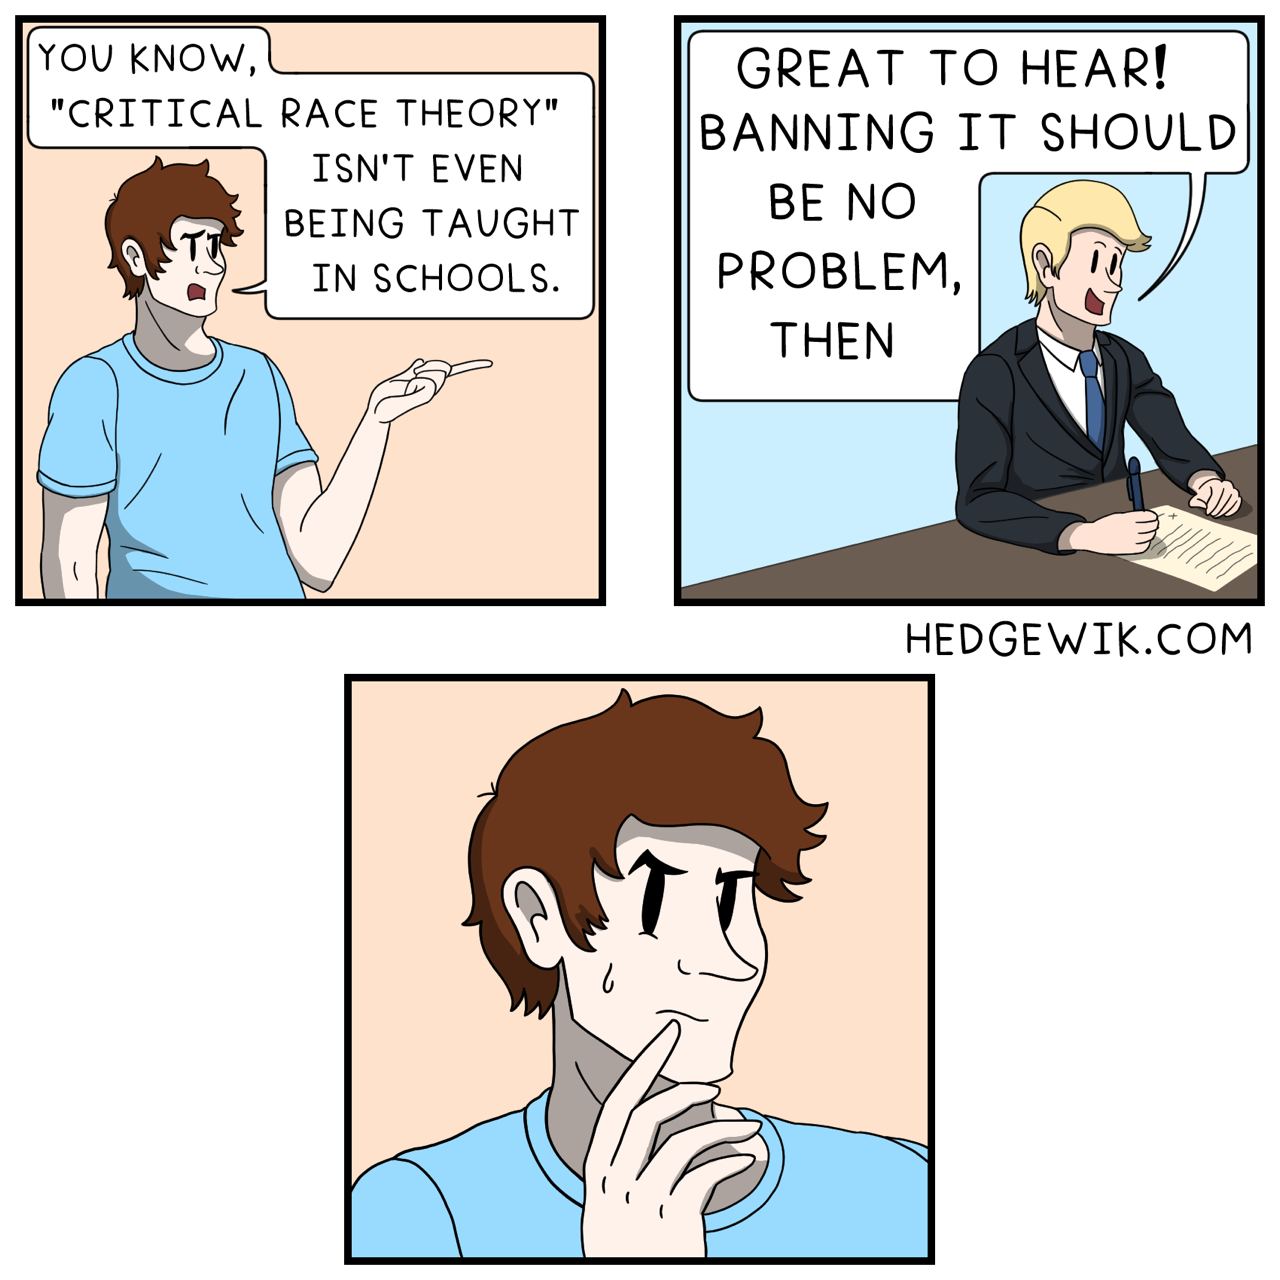 YOU KNOW,
"CRITICAL RACE THEORY"
ISN'T EVEN
BEING TAUGHT
IN SCHOOLS.
GREAT TO HEAR!
BANNING IT SHOULD
BE NO
PROBLEM,
THEN
HEDGEWIK.COM